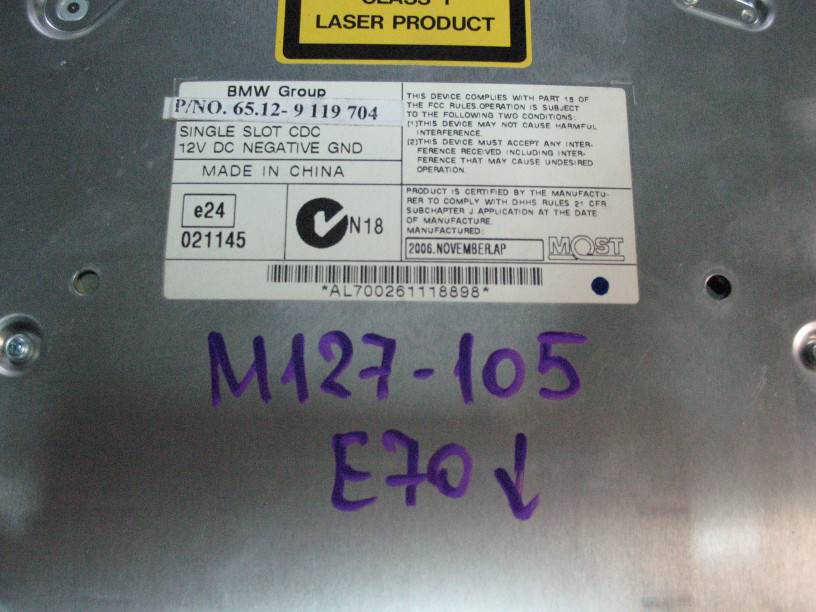 CLASS 1
LASER PRODUCT
BMW Group
P/NO. 65.12- 9 119 704
SINGLE SLOT CDC
12V DC NEGATIVE GND
MADE IN CHINA
e24
021145
N18
THIS DEVICE COMPLIES WITH PART 15 OF
THE FCC RULES.OPERATION IS SUBJECT
TO THE FOLLOWING TWO CONDITIONS:
(1)THIS DEVICE MAY NOT CAUSE HARMFUL
INTERFERENCE.
(2)THIS DEVICE MUST ACCEPT ANY INTER-
FERENCE RECEIVED INCLUDING INTER-
FERENCE THAT MAY CAUSE UNDESIRED
OPERATION.
PRODUCT IS CERTIFIED BY THE MANUFACTU-
RER TO COMPLY WITH DHHS RULES 21 CFR
SUBCHAPTER J APPLICATION AT THE DATE
OF MANUFACTURE.
MANUFACTURED:
2006.NOVEMBER.AP
MOST
*AL700261118898*
M127-105
E70↓